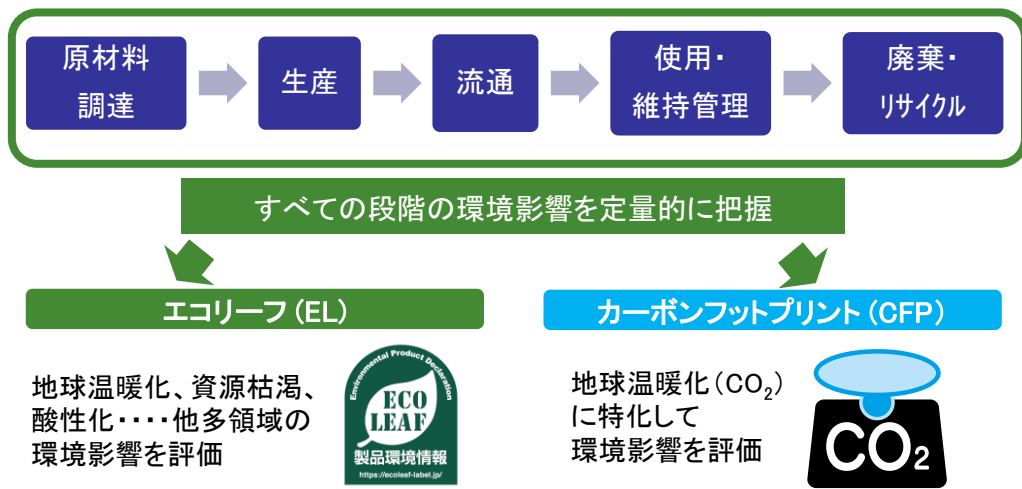 原材料
調達
生産
流通
使用・
維持管理
廃棄・
リサイクル
すべての段階の環境影響を定量的に把握
エコリーフ(EL)
地球温暖化、資源枯渇、
酸性化････他多領域の
環境影響を評価
Environmental Product Declaration
ECO
LEAF
製品環境情報
https://ecoleaf-label.jp/
カーボンフットプリント(CFP)
地球温暖化(CO₂)
に特化して
環境影響を評価
CO₂